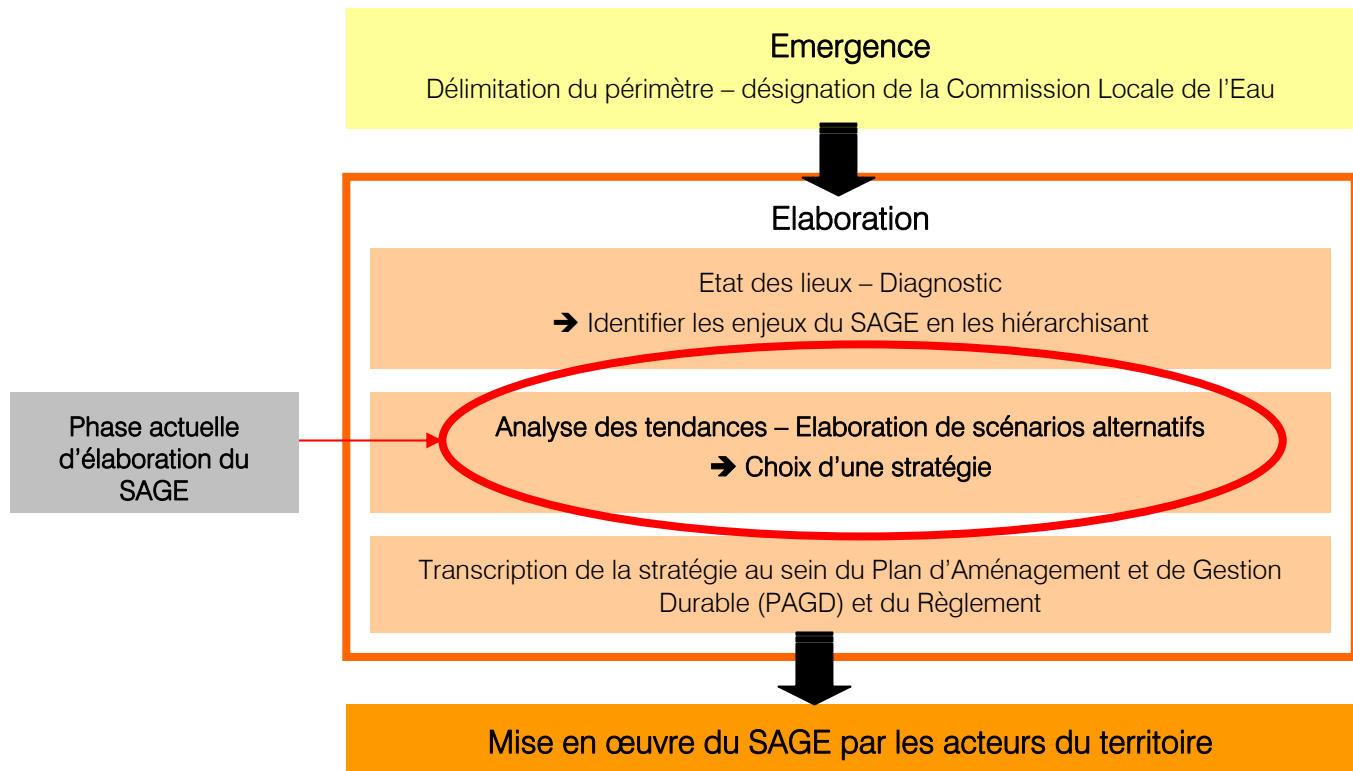 Emergence
Délimitation du périmètre – désignation de la Commission Locale de l'Eau
Elaboration
Etat des lieux – Diagnostic
➔ Identifier les enjeux du SAGE en les hiérarchisant
Phase actuelle
d'élaboration du
SAGE
Analyse des tendances – Elaboration de scénarios alternatifs
➔ Choix d'une stratégie
Transcription de la stratégie au sein du Plan d'Aménagement et de Gestion
Durable (PAGD) et du Règlement
Mise en œuvre du SAGE par les acteurs du territoire